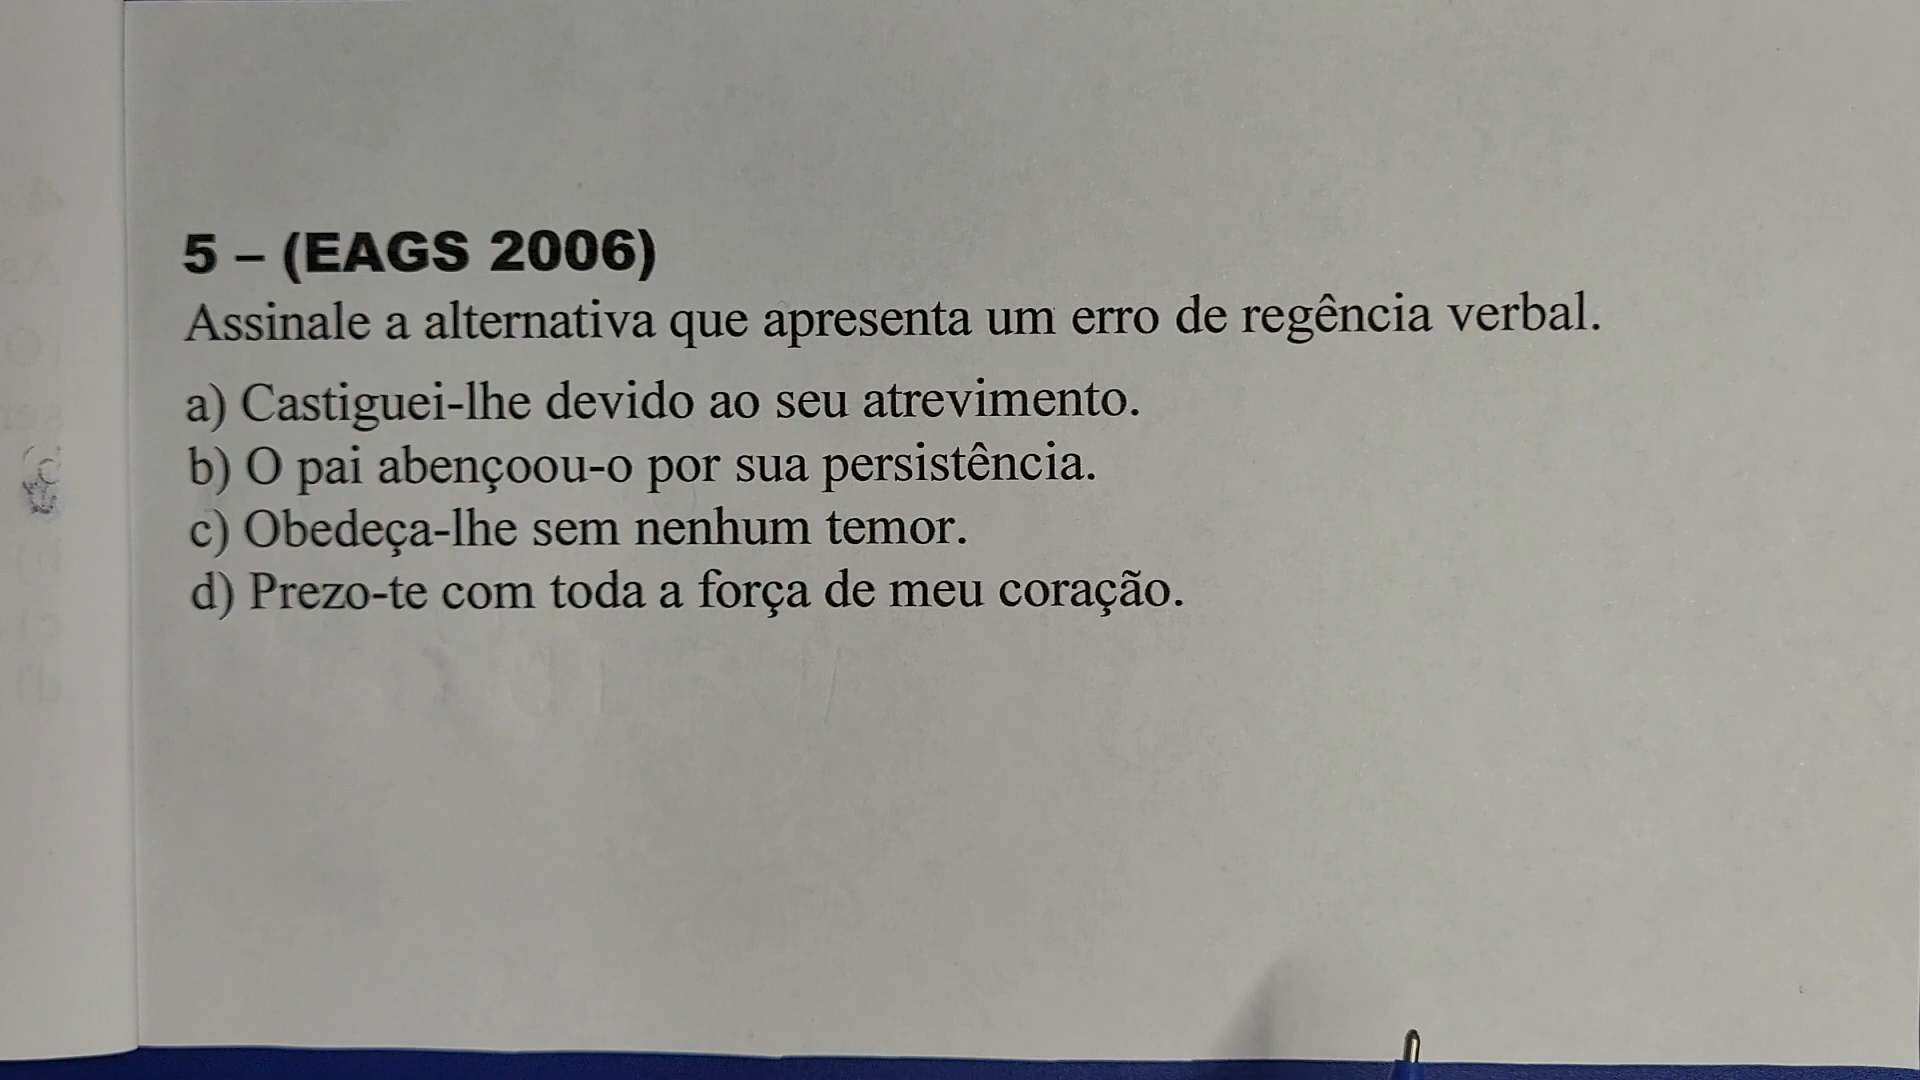 5 – (EAGS 2006)
Assinale a alternativa que apresenta um erro de regência verbal.
a) Castiguei-lhe devido ao seu atrevimento.
b) O pai abençoou-o por sua persistência.
c) Obedeça-lhe sem nenhum temor.
d) Prezo-te com toda a força de meu coração.